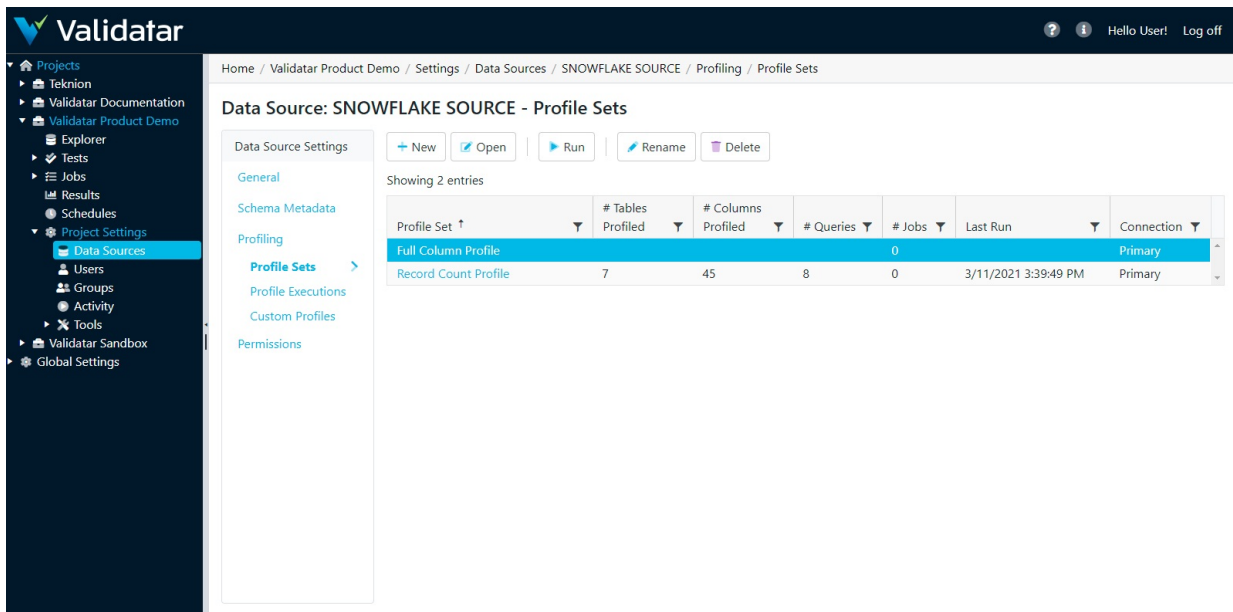 Validatar
? i Hello User! Log off
Projects
Teknion
Validatar Documentation
Validatar Product Demo
Explorer
Tests
Jobs
Results
Schedules
Project Settings
Data Sources
Users
Groups
Activity
Tools
Validatar Sandbox
Global Settings
Home / Validatar Product Demo / Settings / Data Sources / SNOWFLAKE SOURCE / Profiling / Profile Sets
Data Source: SNOWFLAKE SOURCE - Profile Sets
Data Source Settings
General
Schema Metadata
Profiling
Profile Sets
Profile Executions
Custom Profiles
Permissions
+ New Open Run Rename Delete
Showing 2 entries
Profile Set ↑ # Tables Profiled # Columns Profiled # Queries # Jobs Last Run Connection
Full Column Profile 0 Primary
Record Count Profile 7 45 8 0 3/11/2021 3:39:49 PM Primary